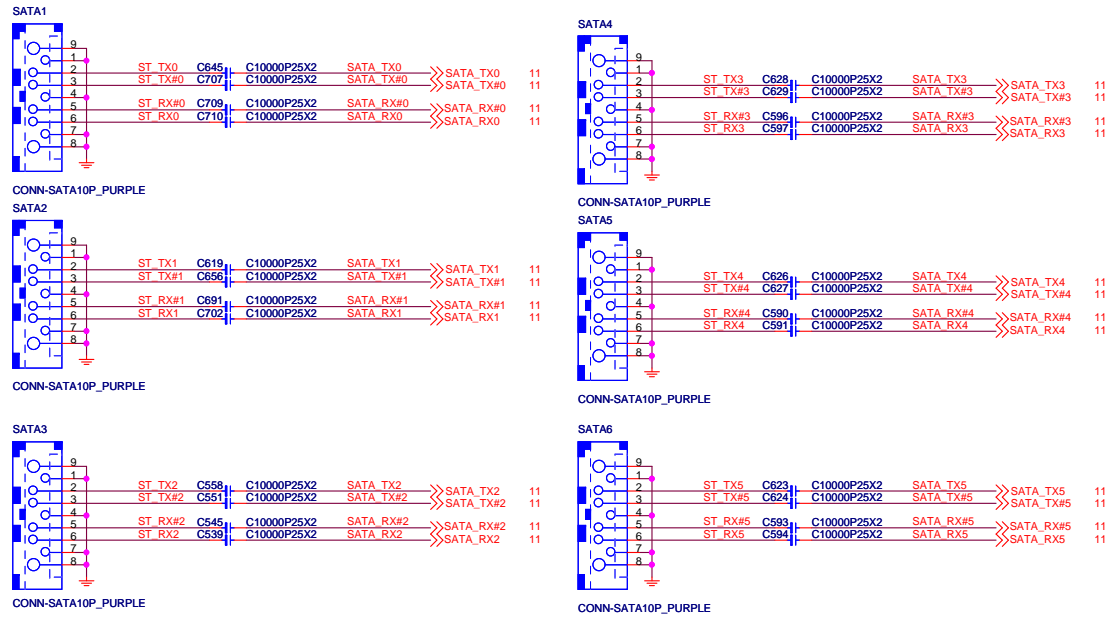 SATA1
9
1
2 ST_TX0 C645 C10000P25X2 SATA_TX0 SATA_TX0 11
3 ST_TX#0 C707 C10000P25X2 SATA_TX#0 SATA_TX#0 11
4
5 ST_RX#0 C709 C10000P25X2 SATA_RX#0 SATA_RX#0 11
6 ST_RX0 C710 C10000P25X2 SATA_RX0 SATA_RX0 11
7
8
CONN-SATA10P_PURPLE
SATA2
9
1
2 ST_TX1 C619 C10000P25X2 SATA_TX1 SATA_TX1 11
3 ST_TX#1 C656 C10000P25X2 SATA_TX#1 SATA_TX#1 11
4
5 ST_RX#1 C691 C10000P25X2 SATA_RX#1 SATA_RX#1 11
6 ST_RX1 C702 C10000P25X2 SATA_RX1 SATA_RX1 11
7
8
CONN-SATA10P_PURPLE
SATA3
9
1
2 ST_TX2 C558 C10000P25X2 SATA_TX2 SATA_TX2 11
3 ST_TX#2 C551 C10000P25X2 SATA_TX#2 SATA_TX#2 11
4
5 ST_RX#2 C545 C10000P25X2 SATA_RX#2 SATA_RX#2 11
6 ST_RX2 C539 C10000P25X2 SATA_RX2 SATA_RX2 11
7
8
CONN-SATA10P_PURPLE
SATA4
9
1
2 ST_TX3 C628 C10000P25X2 SATA_TX3 SATA_TX3 11
3 ST_TX#3 C629 C10000P25X2 SATA_TX#3 SATA_TX#3 11
4
5 ST_RX#3 C596 C10000P25X2 SATA_RX#3 SATA_RX#3 11
6 ST_RX3 C597 C10000P25X2 SATA_RX3 SATA_RX3 11
7
8
CONN-SATA10P_PURPLE
SATA5
9
1
2 ST_TX4 C626 C10000P25X2 SATA_TX4 SATA_TX4 11
3 ST_TX#4 C627 C10000P25X2 SATA_TX#4 SATA_TX#4 11
4
5 ST_RX#4 C590 C10000P25X2 SATA_RX#4 SATA_RX#4 11
6 ST_RX4 C591 C10000P25X2 SATA_RX4 SATA_RX4 11
7
8
CONN-SATA10P_PURPLE
SATA6
9
1
2 ST_TX5 C623 C10000P25X2 SATA_TX5 SATA_TX5 11
3 ST_TX#5 C624 C10000P25X2 SATA_TX#5 SATA_TX#5 11
4
5 ST_RX#5 C593 C10000P25X2 SATA_RX#5 SATA_RX#5 11
6 ST_RX5 C594 C10000P25X2 SATA_RX5 SATA_RX5 11
7
8
CONN-SATA10P_PURPLE